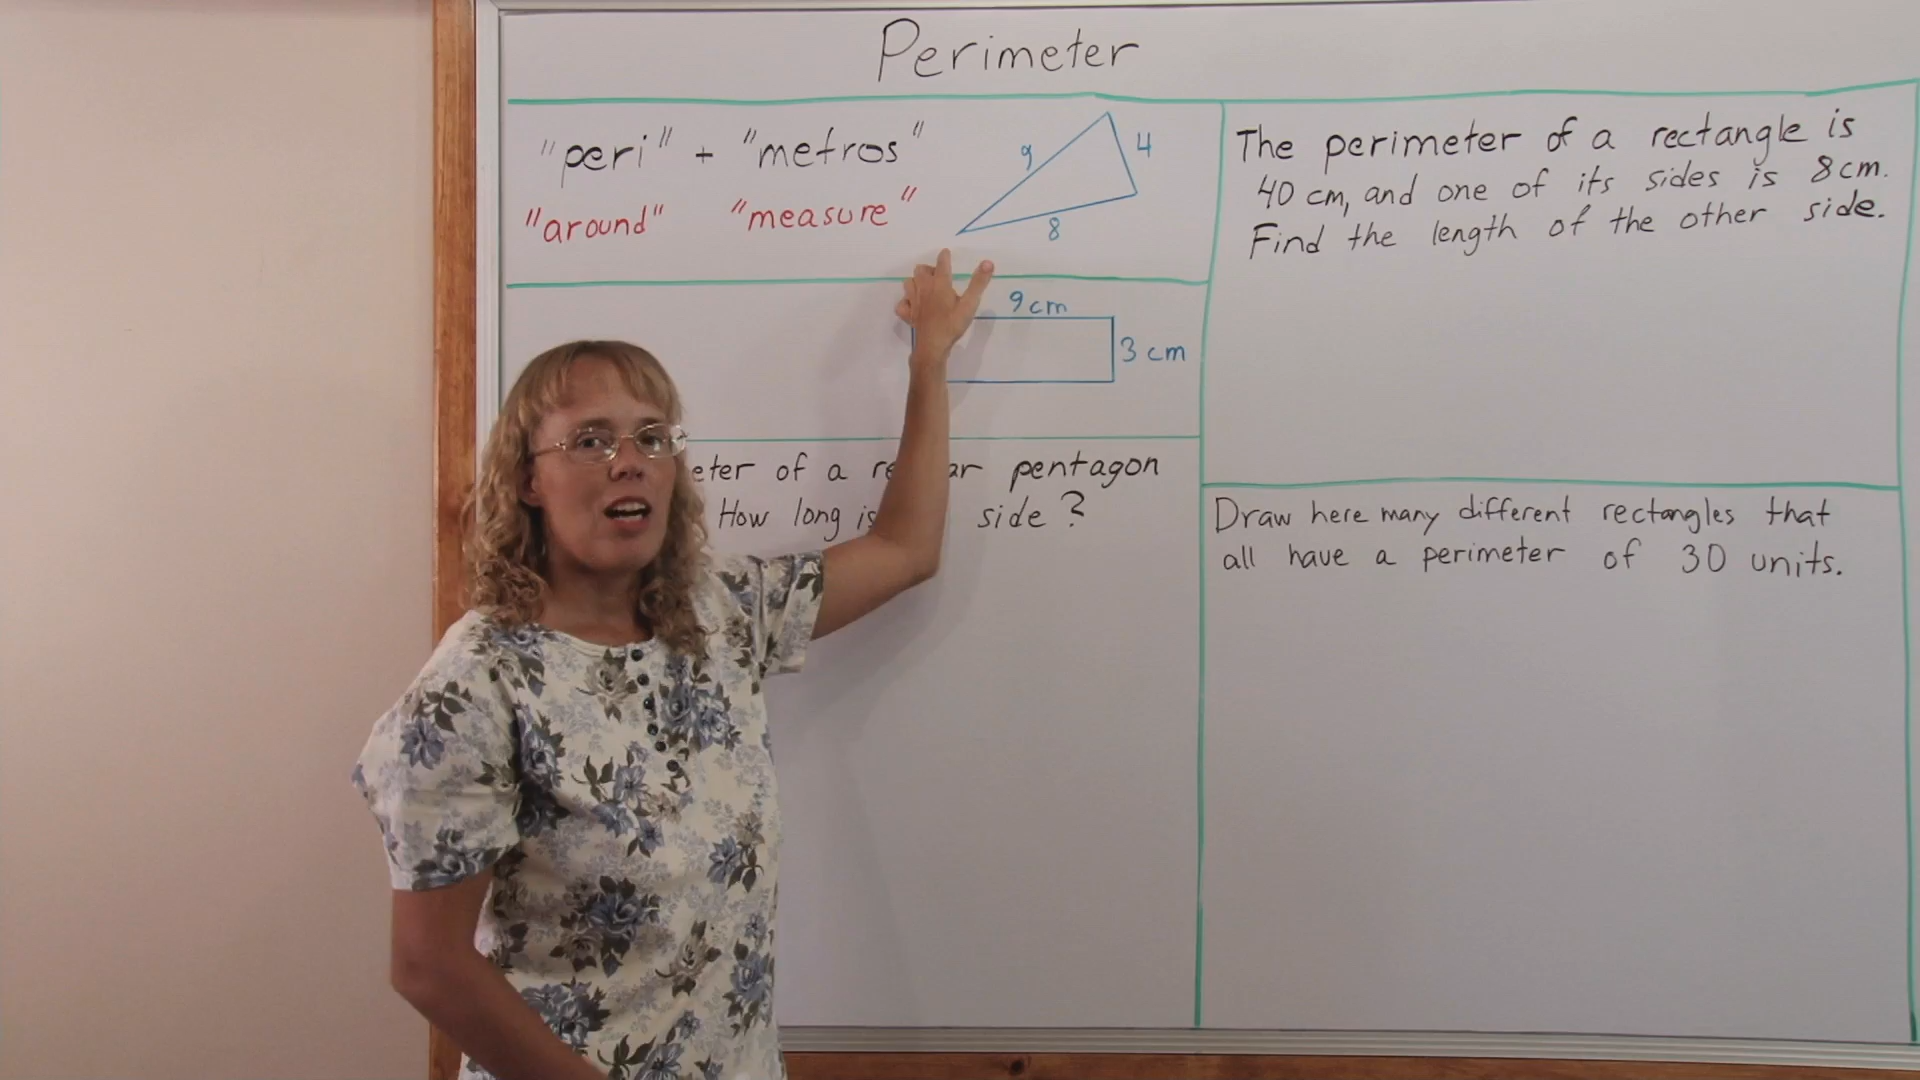 Perimeter
"peri" + "metros"
"around" "measure"
9
4
8
9 cm
3 cm
of a pentagon
How long side?
The perimeter of a rectangle is
40 cm, and one of its sides is 8 cm.
Find the length of the other side.
Draw here many different rectangles that
all have a perimeter of 30 units.